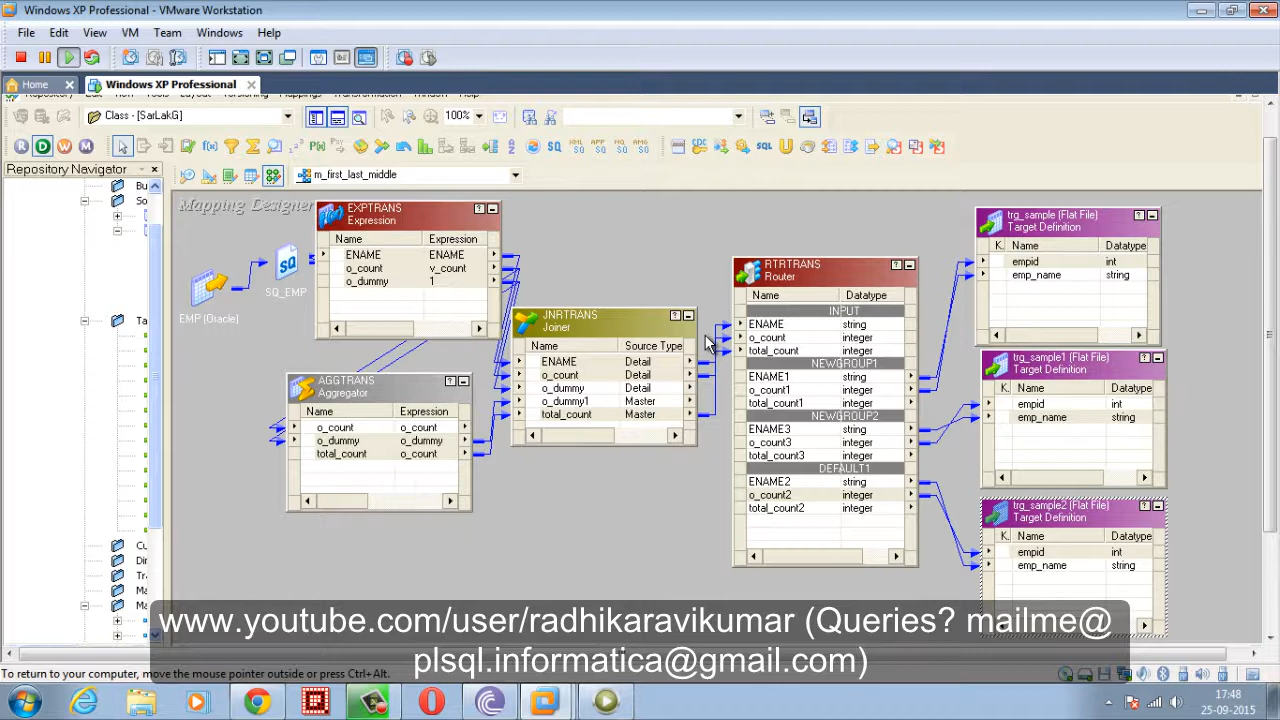 Windows XP Professional - VMware Workstation
File Edit View VM Team Windows Help
Home
Windows XP Professional
Class - [SarLakG]
100%
Repository Navigator
m_first_last_middle
Mapping Designer
EMP (Oracle)
SQ
SQ_EMP
EXPTRANS
Expression
Name Expression
ENAME ENAME
o_count v_count
o_dummy 1
AGGTRANS
Aggregator
Name Expression
o_count o_count
o_dummy o_dummy
total_count o_count
JNRTRANS
Joiner
Name Source Type
ENAME Detail
o_count Detail
o_dummy Detail
o_dummy1 Master
total_count Master
RTRTRANS
Router
Name Datatype
INPUT
ENAME string
o_count integer
total_count integer
NEWGROUP1
ENAME1 string
o_count1 integer
total_count1 integer
NEWGROUP2
ENAME3 string
o_count3 integer
total_count3 integer
DEFAULT1
ENAME2 string
o_count2 integer
total_count2 integer
trg_sample (Flat File)
Target Definition
K. Name Datatype
empid int
emp_name string
trg_sample1 (Flat File)
Target Definition
K. Name Datatype
empid int
emp_name string
trg_sample2 (Flat File)
Target Definition
K. Name Datatype
empid int
emp_name string
www.youtube.com/user/radhikaravikumar (Queries? mailme@
plsql.informatica@gmail.com)
To return to your computer, move the mouse pointer outside or press Ctrl+Alt.
17:48
25-09-2015